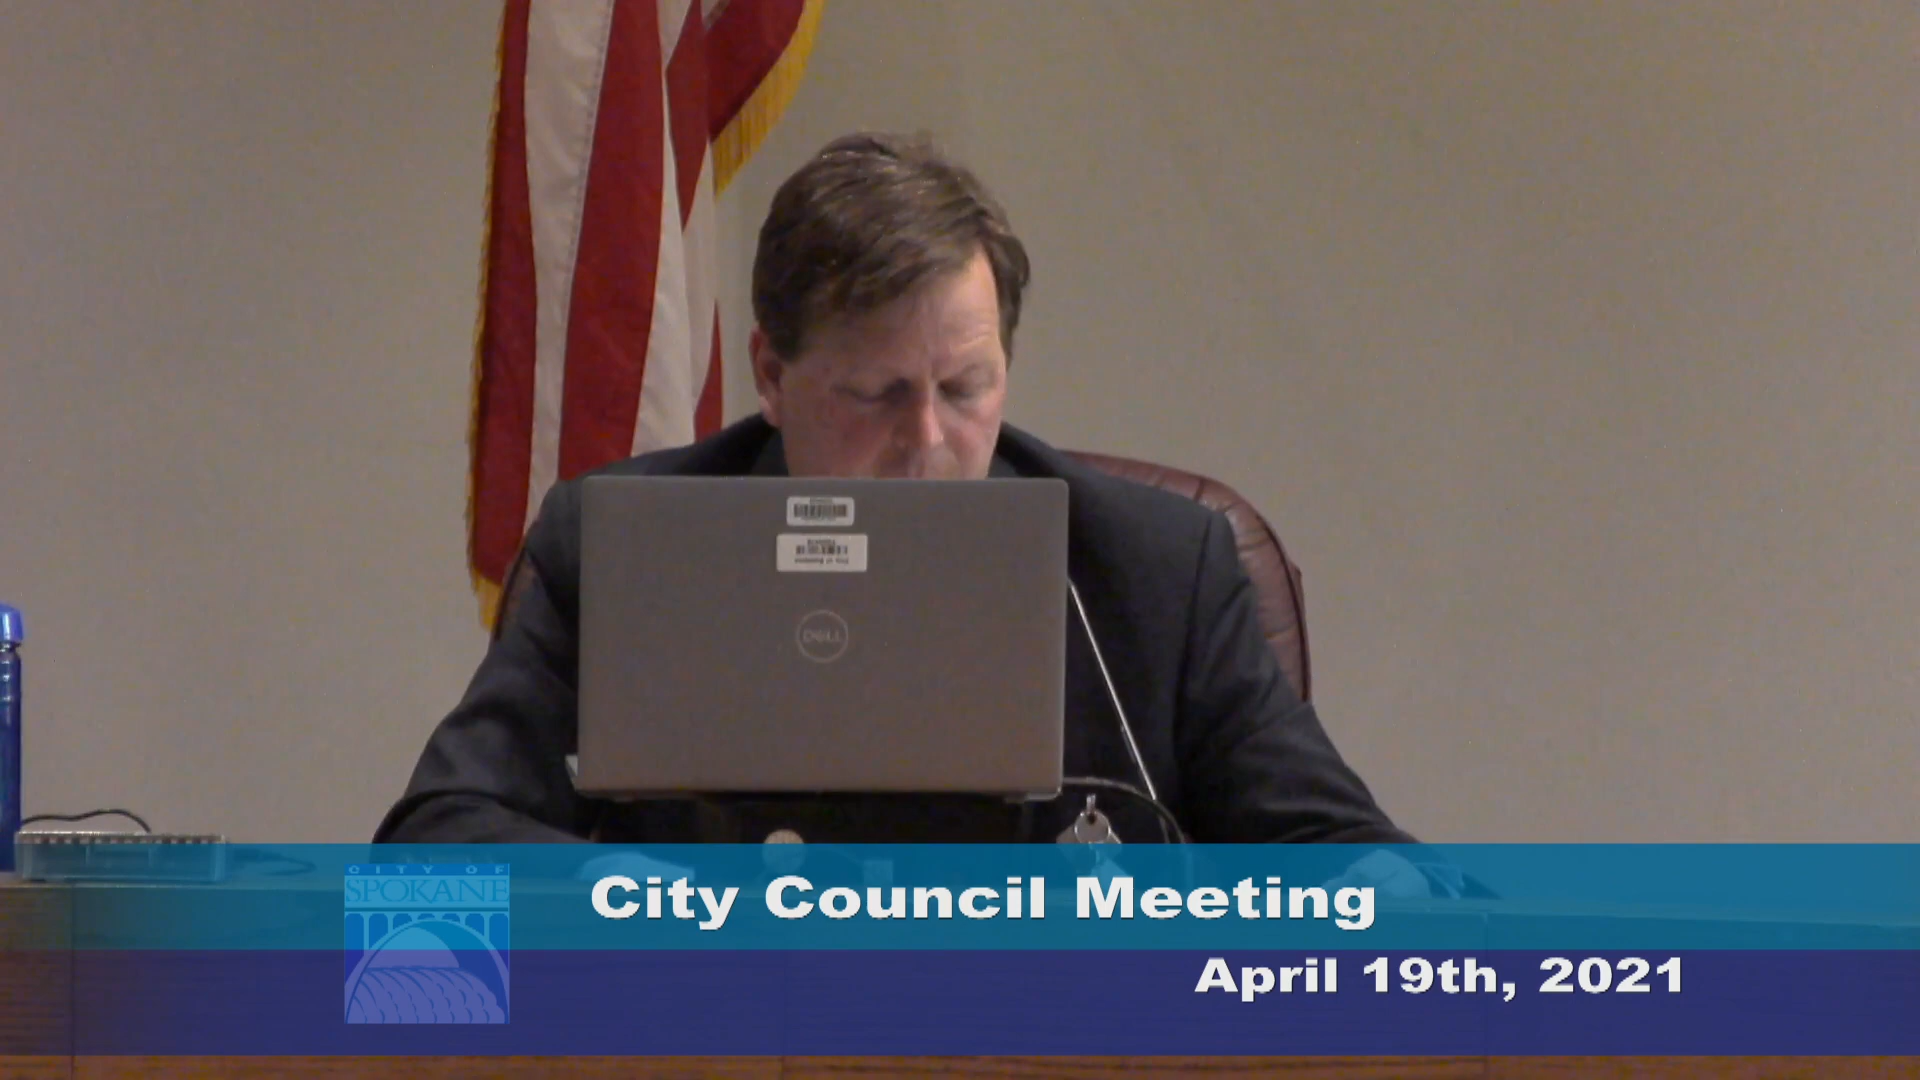 DELL
CITY OF
SPOKANE
City Council Meeting
April 19th, 2021